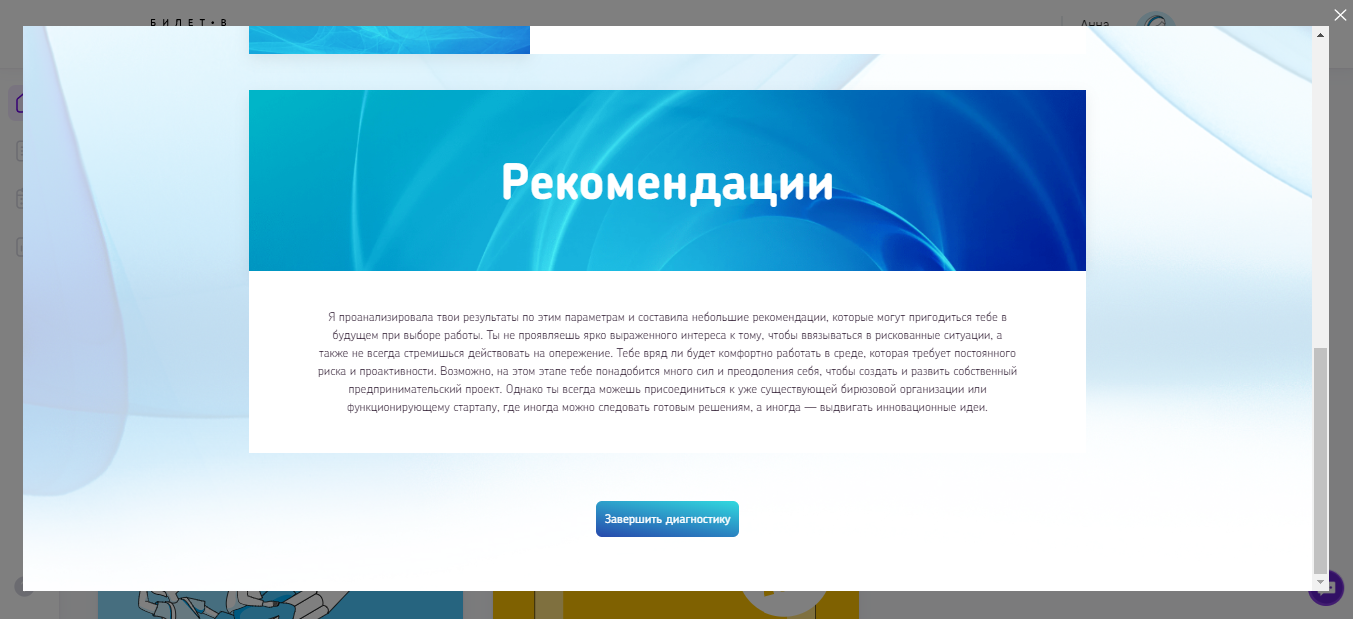 БИЛЕТ•В
Анна
Рекомендации
Я проанализировала твои результаты по этим параметрам и составила небольшие рекомендации, которые могут пригодиться тебе в
будущем при выборе работы. Ты не проявляешь ярко выраженного интереса к тому, чтобы ввязываться в рискованные ситуации, а
также не всегда стремишься действовать на опережение. Тебе вряд ли будет комфортно работать в среде, которая требует постоянного
риска и проактивности. Возможно, на этом этапе тебе понадобится много сил и преодоления себя, чтобы создать и развить собственный
предпринимательский проект. Однако ты всегда можешь присоединиться к уже существующей бирюзовой организации или
функционирующему стартапу, где иногда можно следовать готовым решениям, а иногда — выдвигать инновационные идеи.
Завершить диагностику